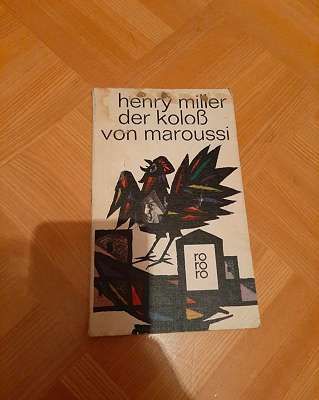 henry miller
der koloß
von maroussi
ro
ro
ro